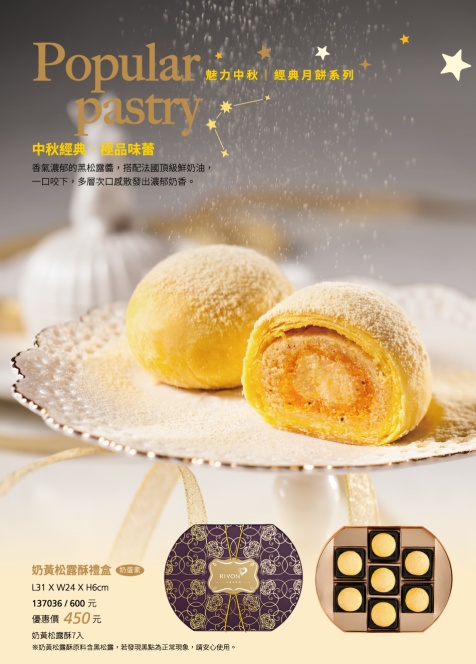 Popular
魅力中秋｜經典月餅系列
pastry
中秋經典・極品味蕾
香氣濃郁的黑松露醬，搭配法國頂級鮮奶油，
一口咬下，多層次口感散發出濃郁奶香。
奶黃松露酥禮盒 奶蛋素
L31 X W24 X H6cm
137036 / 600 元
優惠價 450元
奶黃松露酥7入
※奶黃松露酥原料含黑松露，若發現黑點為正常現象，請安心使用。
RIVON